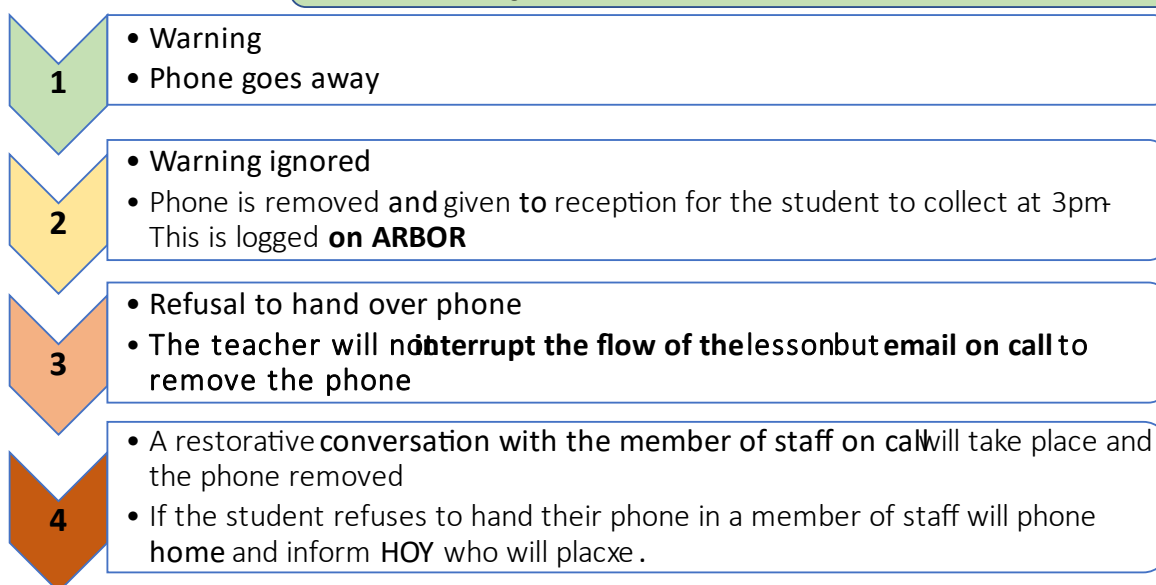 1
• Warning
• Phone goes away
2
• Warning ignored
• Phone is removed and given to reception for the student to collect at 3pm-
This is logged on ARBOR
3
• Refusal to hand over phone
• The teacher will not interrupt the flow of the lesson but email on call to
remove the phone
4
• A restorative conversation with the member of staff on call will take place and
the phone removed
• If the student refuses to hand their phone in a member of staff will phone
home and inform HOY who will placxe .